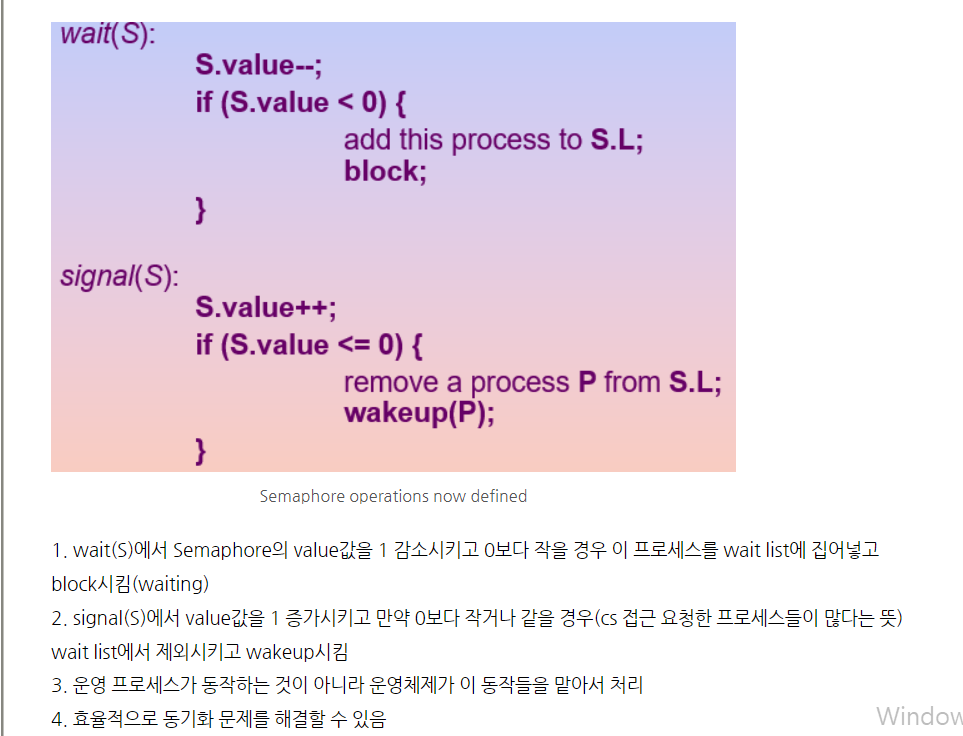 wait(S):
S.value--;
if (S.value < 0) {
add this process to S.L;
block;
}
signal(S):
S.value++;
if (S.value <= 0) {
remove a process P from S.L;
wakeup(P);
}
Semaphore operations now defined
1. wait(S)에서 Semaphore의 value값을 1 감소시키고 0보다 작을 경우 이 프로세스를 wait list에 집어넣고
block시킴(waiting)
2. signal(S)에서 value값을 1 증가시키고 만약 0보다 작거나 같을 경우(cs 접근 요청한 프로세스들이 많다는 뜻)
wait list에서 제외시키고 wakeup시킴
3. 운영 프로세스가 동작하는 것이 아니라 운영체제가 이 동작들을 맡아서 처리
4. 효율적으로 동기화 문제를 해결할 수 있음
Window